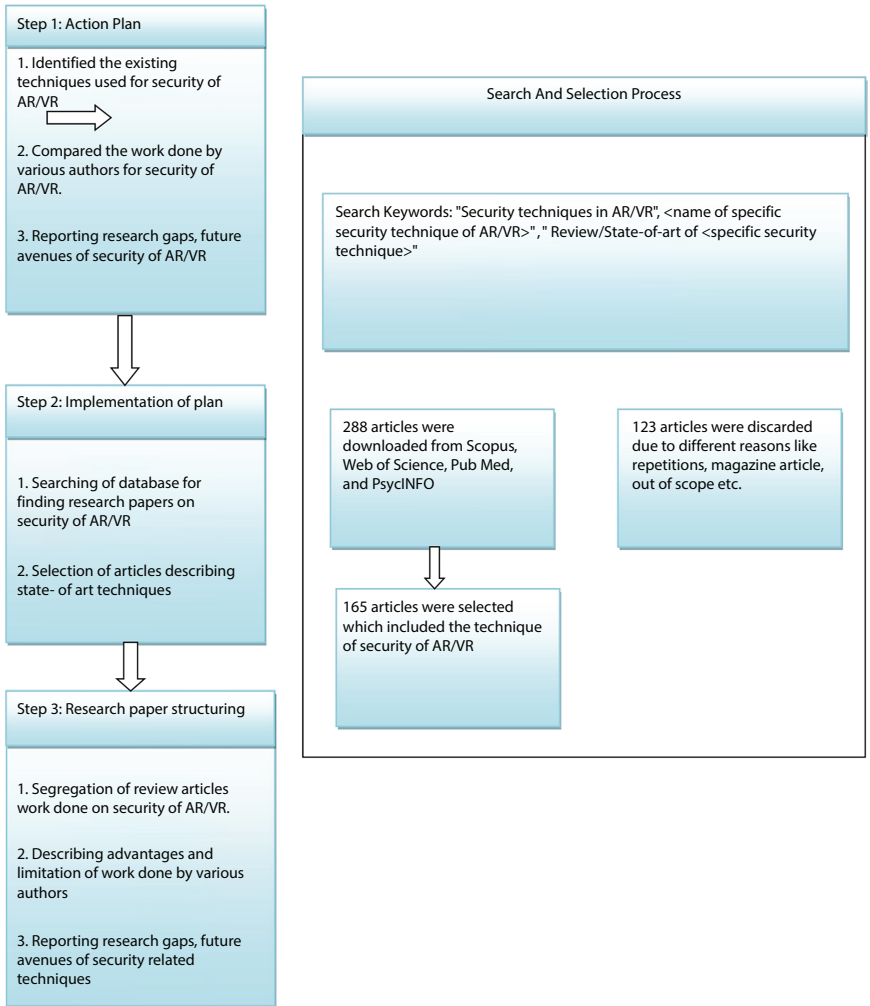 Step 1: Action Plan
1. Identified the existing
techniques used for security of
AR/VR
2. Compared the work done by
various authors for security of
AR/VR.
3. Reporting research gaps, future
avenues of security of AR/VR
Step 2: Implementation of plan
1. Searching of database for
finding research papers on
security of AR/VR
2. Selection of articles describing
state- of art techniques
Step 3: Research paper structuring
1. Segregation of review articles
work done on security of AR/VR.
2. Describing advantages and
limitation of work done by various
authors
3. Reporting research gaps, future
avenues of security related
techniques
Search And Selection Process
Search Keywords: "Security techniques in AR/VR", <name of specific
security technique of AR/VR>"," Review/State-of-art of <specific security
technique>"
288 articles were
downloaded from Scopus,
Web of Science, Pub Med,
and PsycINFO
123 articles were discarded
due to different reasons like
repetitions, magazine article,
out of scope etc.
165 articles were selected
which included the technique
of security of AR/VR